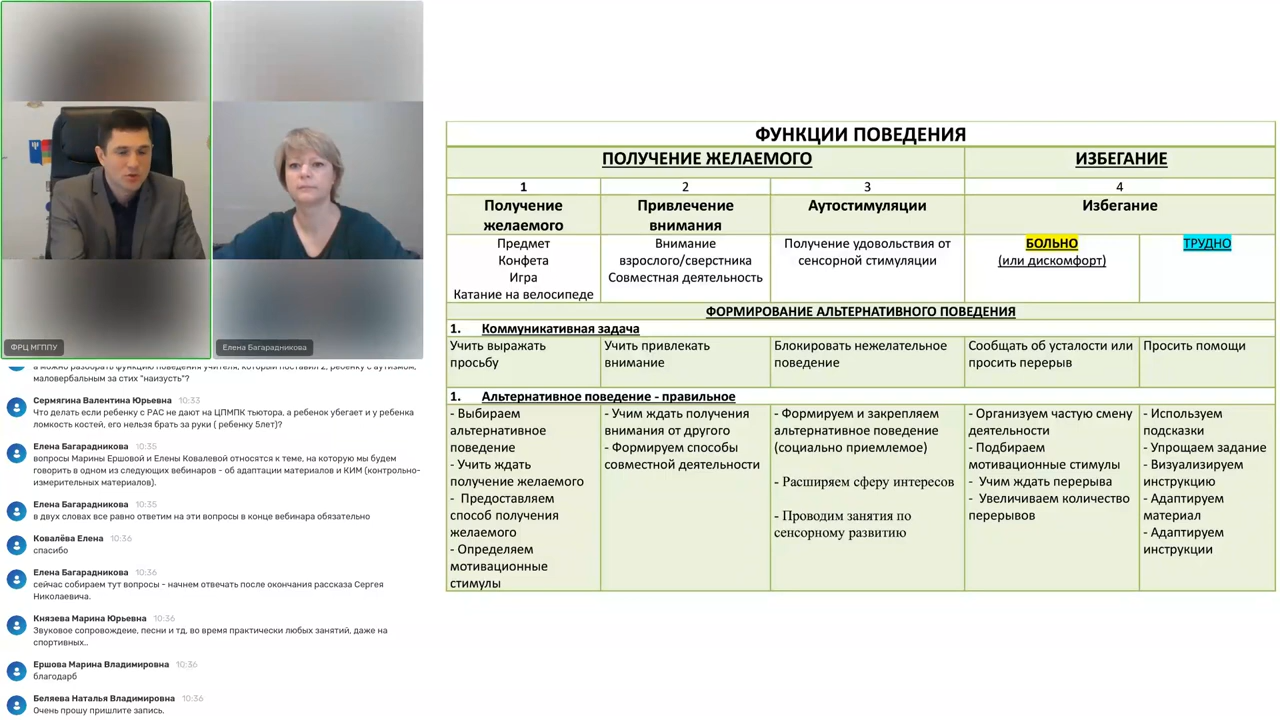 ФРЦ МГППУ
Елена Багарадникова
а можно разобрать функцию поведения учителя, который поставил 2, ребенку с аутизмом,
маловербальным за стих "наизусть"?
Сермягина Валентина Юрьевна 10:33
Что делать если ребенку с РАС не дают на ЦПМПК тьютора, а ребенок убегает и у ребенка
ломкость костей, его нельзя брать за руки ( ребенку 5лет)?
Елена Багарадникова 10:35
вопросы Марины Ершовой и Елены Ковалевой относятся к теме, на которую мы будем
говорить в одном из следующих вебинаров - об адаптации материалов и КИМ (контрольно-
измерительных материалов).
Елена Багарадникова 10:35
в двух словах все равно ответим на эти вопросы в конце вебинара обязательно
Ковалёва Елена 10:36
спасибо
Елена Багарадникова 10:36
сейчас собираем тут вопросы - начнем отвечать после окончания рассказа Сергея
Николаевича.
Князева Марина Юрьевна 10:36
Звуковое сопровождеие, песни и тд, во время практически любых занятий, даже на
спортивных..
Ершова Марина Владимировна 10:36
благодарб
Беляева Наталья Владимировна 10:36
Очень прошу пришлите запись.
ФУНКЦИИ ПОВЕДЕНИЯ
ПОЛУЧЕНИЕ ЖЕЛАЕМОГО
ИЗБЕГАНИЕ
1
2
3
4
Получение
желаемого
Привлечение
внимания
Аутостимуляции
Избегание
Предмет
Конфета
Игра
Катание на велосипеде
Внимание
взрослого/сверстника
Совместная деятельность
Получение удовольствия от
сенсорной стимуляции
БОЛЬНО
(или дискомфорт)
ТРУДНО
ФОРМИРОВАНИЕ АЛЬТЕРНАТИВНОГО ПОВЕДЕНИЯ
1. Коммуникативная задача
Учить выражать
просьбу
Учить привлекать
внимание
Блокировать нежелательное
поведение
Сообщать об усталости или
просить перерыв
Просить помощи
1. Альтернативное поведение - правильное
- Выбираем
альтернативное
поведение
- Учить ждать
получение желаемого
- Предоставляем
способ получения
желаемого
- Определяем
мотивационные
стимулы
- Учим ждать получения
внимания от другого
- Формируем способы
совместной деятельности
- Формируем и закрепляем
альтернативное поведение
(социально приемлемое)
- Расширяем сферу интересов
- Проводим занятия по
сенсорному развитию
- Организуем частую смену
деятельности
- Подбираем
мотивационные стимулы
- Учим ждать перерыва
- Увеличиваем количество
перерывов
- Используем
подсказки
- Упрощаем задание
- Визуализируем
инструкцию
- Адаптируем
материал
- Адаптируем
инструкции